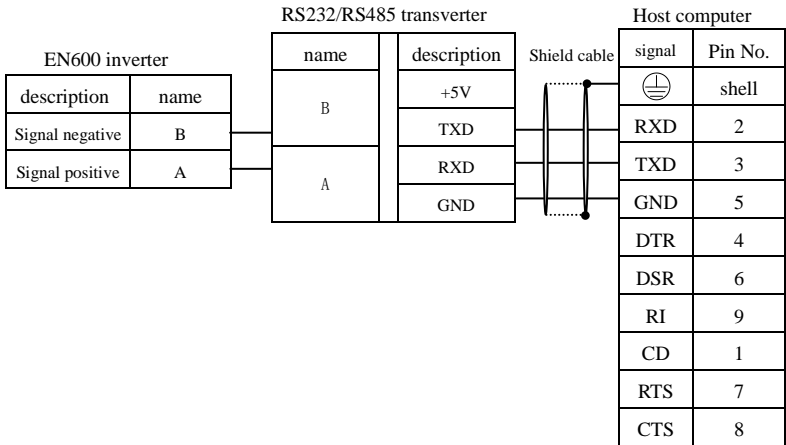 RS232/RS485 transverter
Host computer
EN600 inverter
name description
Shield cable
signal Pin No.
description name
B
+5V
shell
Signal negative B
TXD
RXD 2
Signal positive A
A
RXD
TXD 3
GND
GND 5
DTR 4
DSR 6
RI 9
CD 1
RTS 7
CTS 8